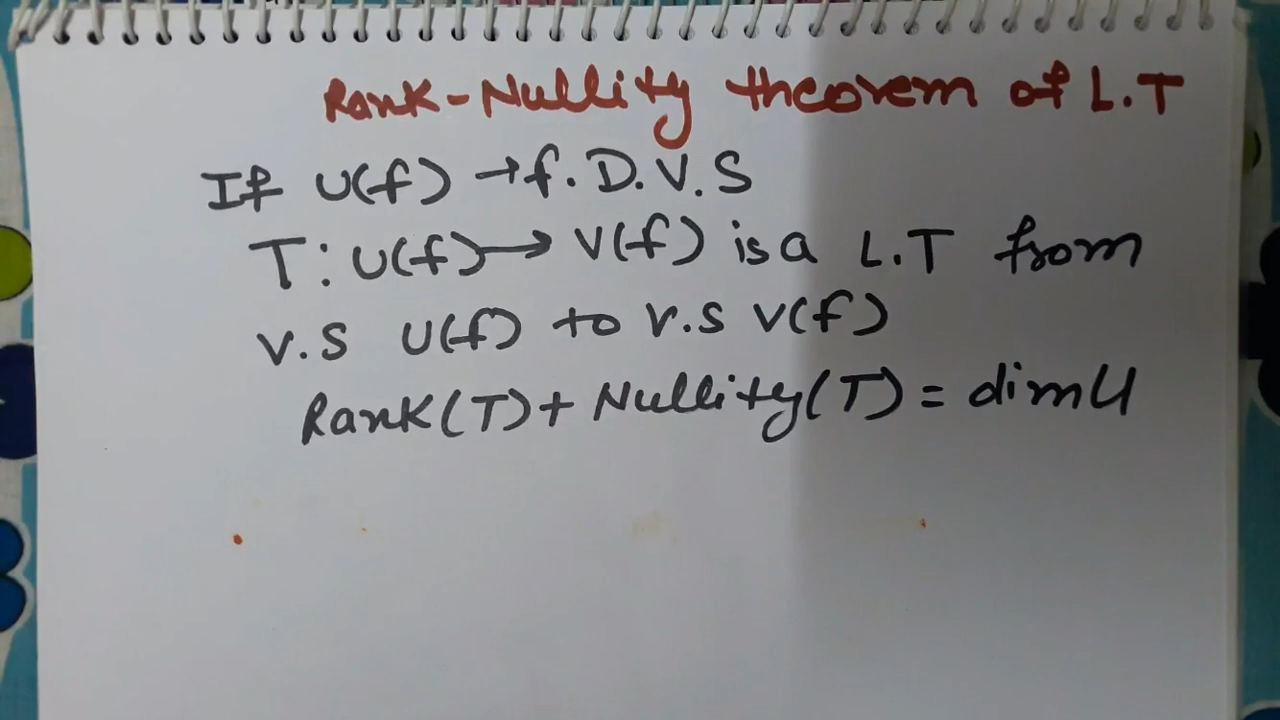 Rank-Nullity theorem of L.T
If U(f) → f.D.V.S
T: U(f) → V(f) is a L.T from
V.S U(f) to V.S V(f)
Rank(T) + Nullity(T) = dim U